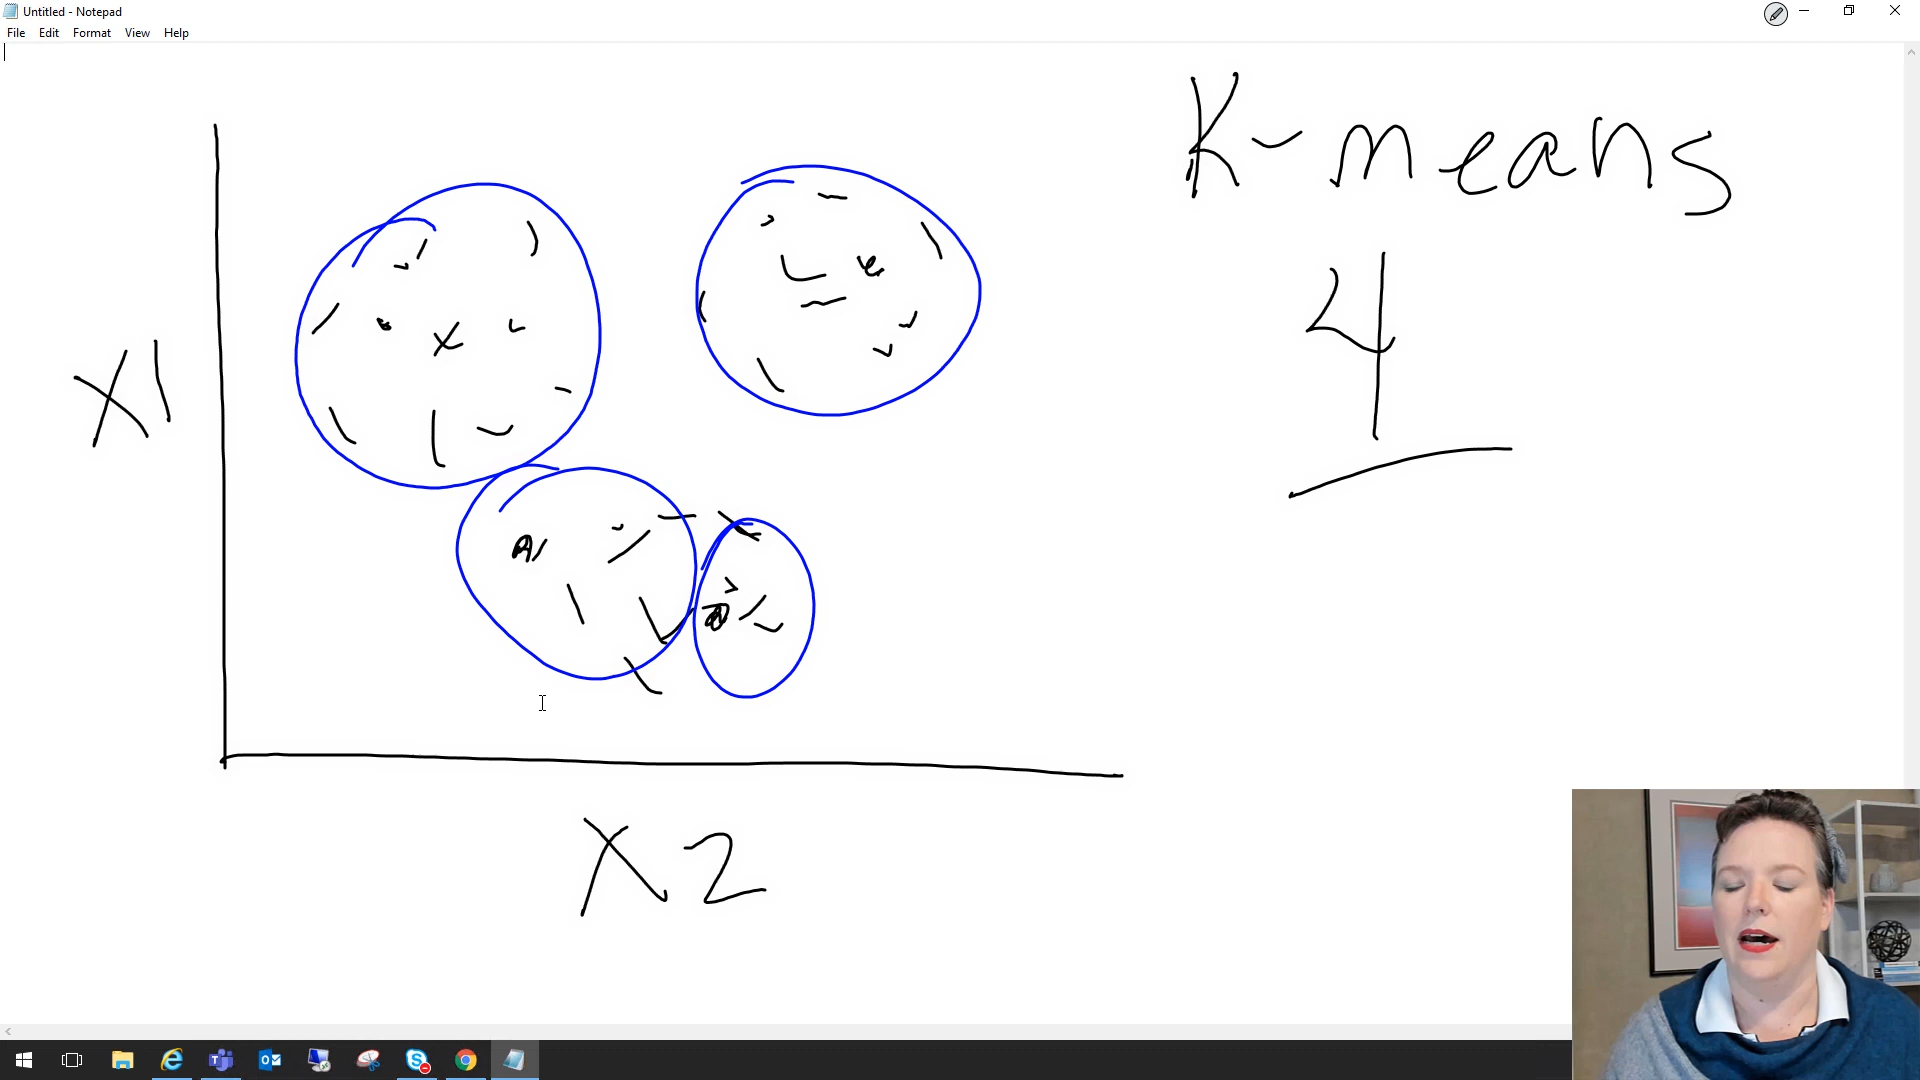 Untitled - Notepad
File Edit Format View Help
K-means
4
X1
X2